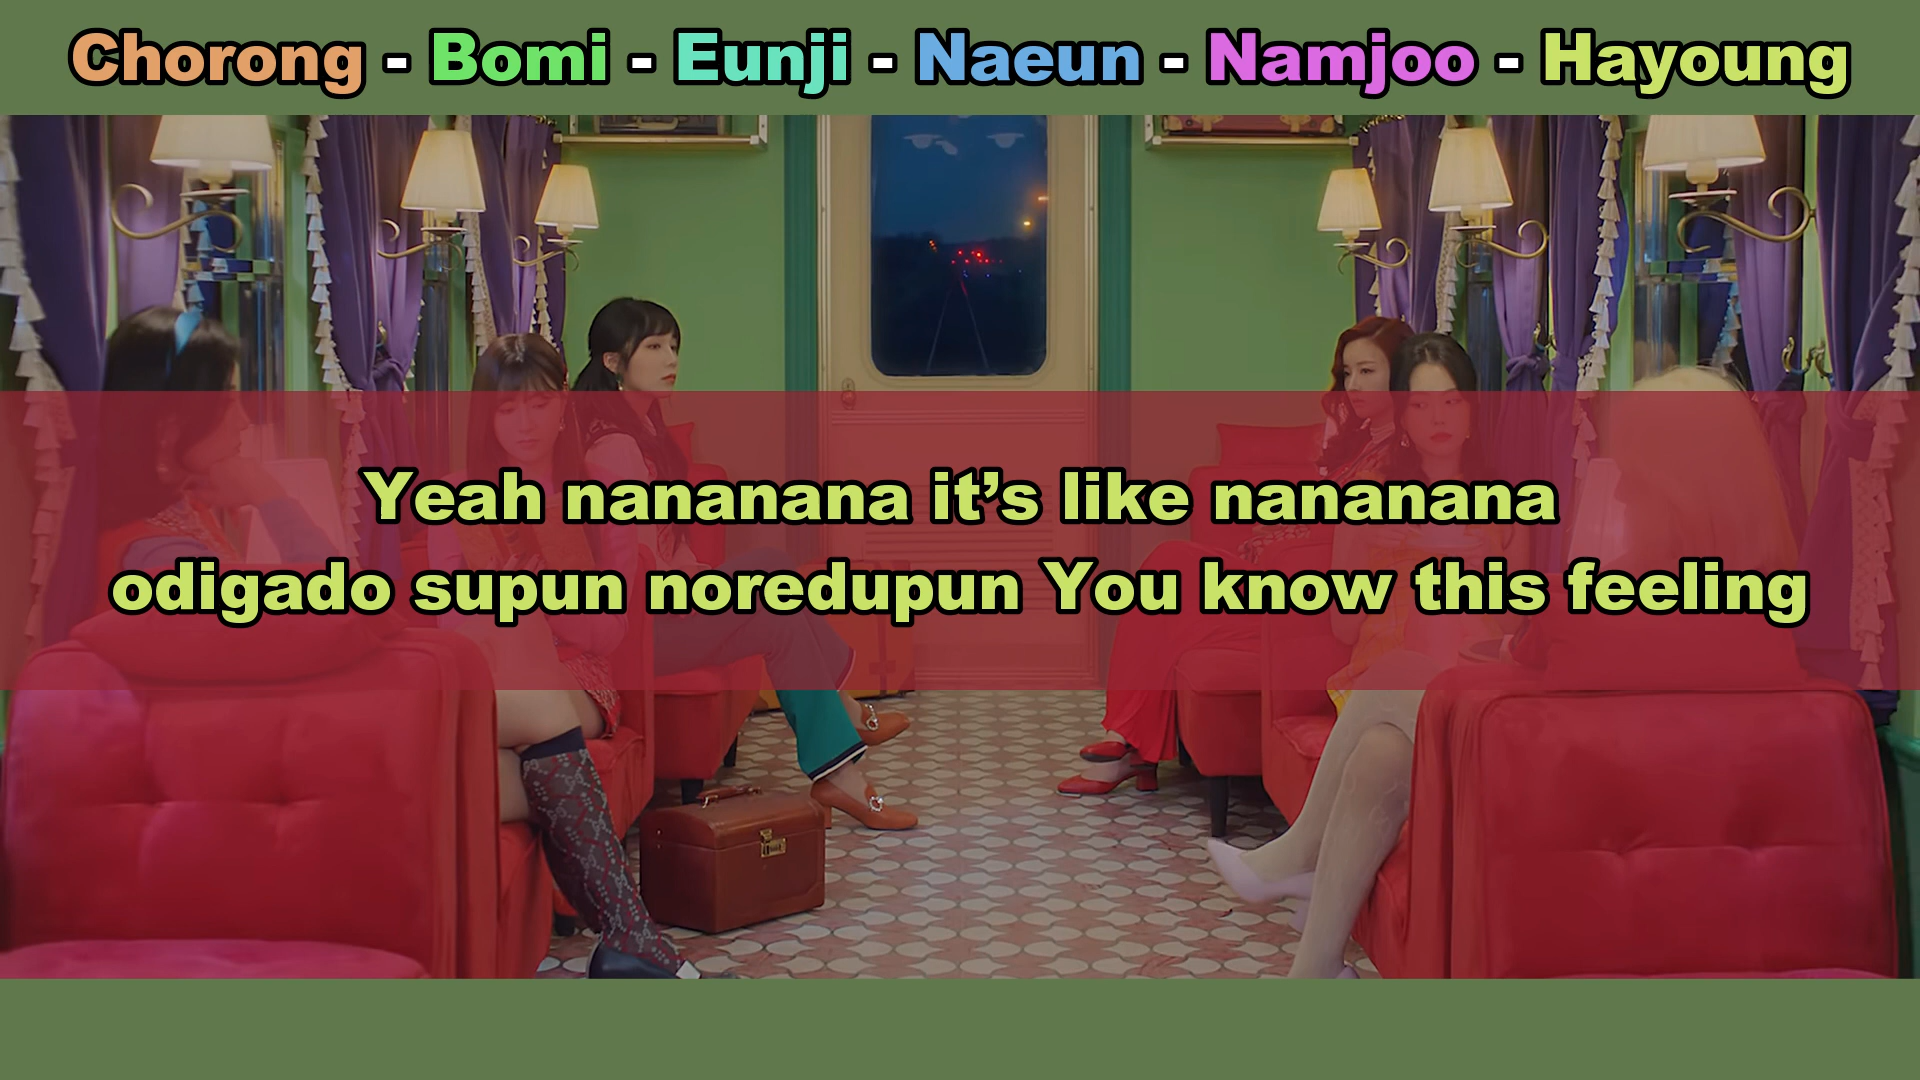 Chorong - Bomi - Eunji - Naeun - Namjoo - Hayoung
Yeah nananana it’s like nananana
odigado supun noredupun You know this feeling